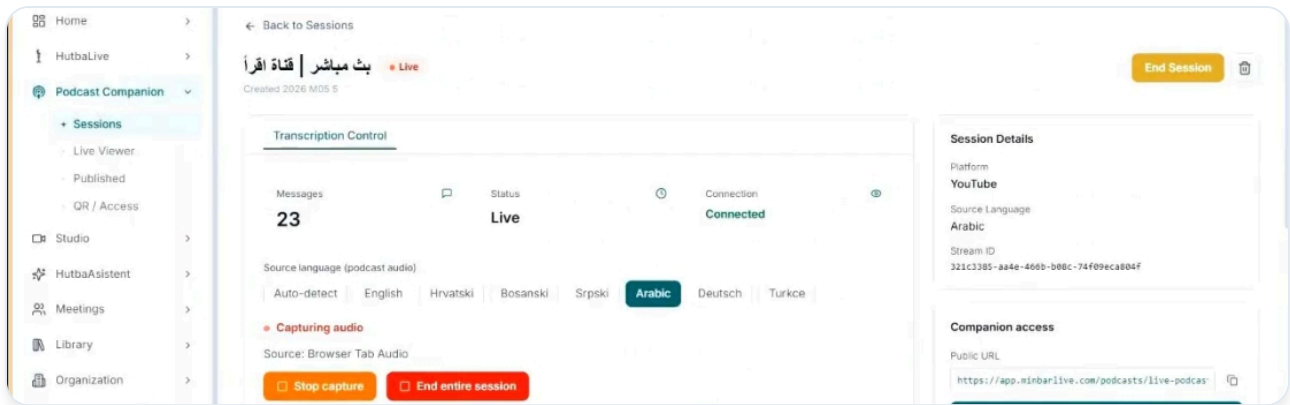 Home
HutbaLive
Podcast Companion
Sessions
Live Viewer
Published
QR / Access
Studio
HutbaAsistent
Meetings
Library
Organization
← Back to Sessions
بث مباشر | قناة اقرأ
Live
Created 2026 M05 5
End Session
Transcription Control
Messages
23
Status
Live
Connection
Connected
Source language (podcast audio)
Auto-detect English Hrvatski Bosanski Srpski Arabic Deutsch Turkce
Capturing audio
Source: Browser Tab Audio
Stop capture End entire session
Session Details
Platform
YouTube
Source Language
Arabic
Stream ID
321c3385-aa4e-466b-b08c-74f09eca804f
Companion access
Public URL
https://app.minbarlive.com/podcasts/live-podcas